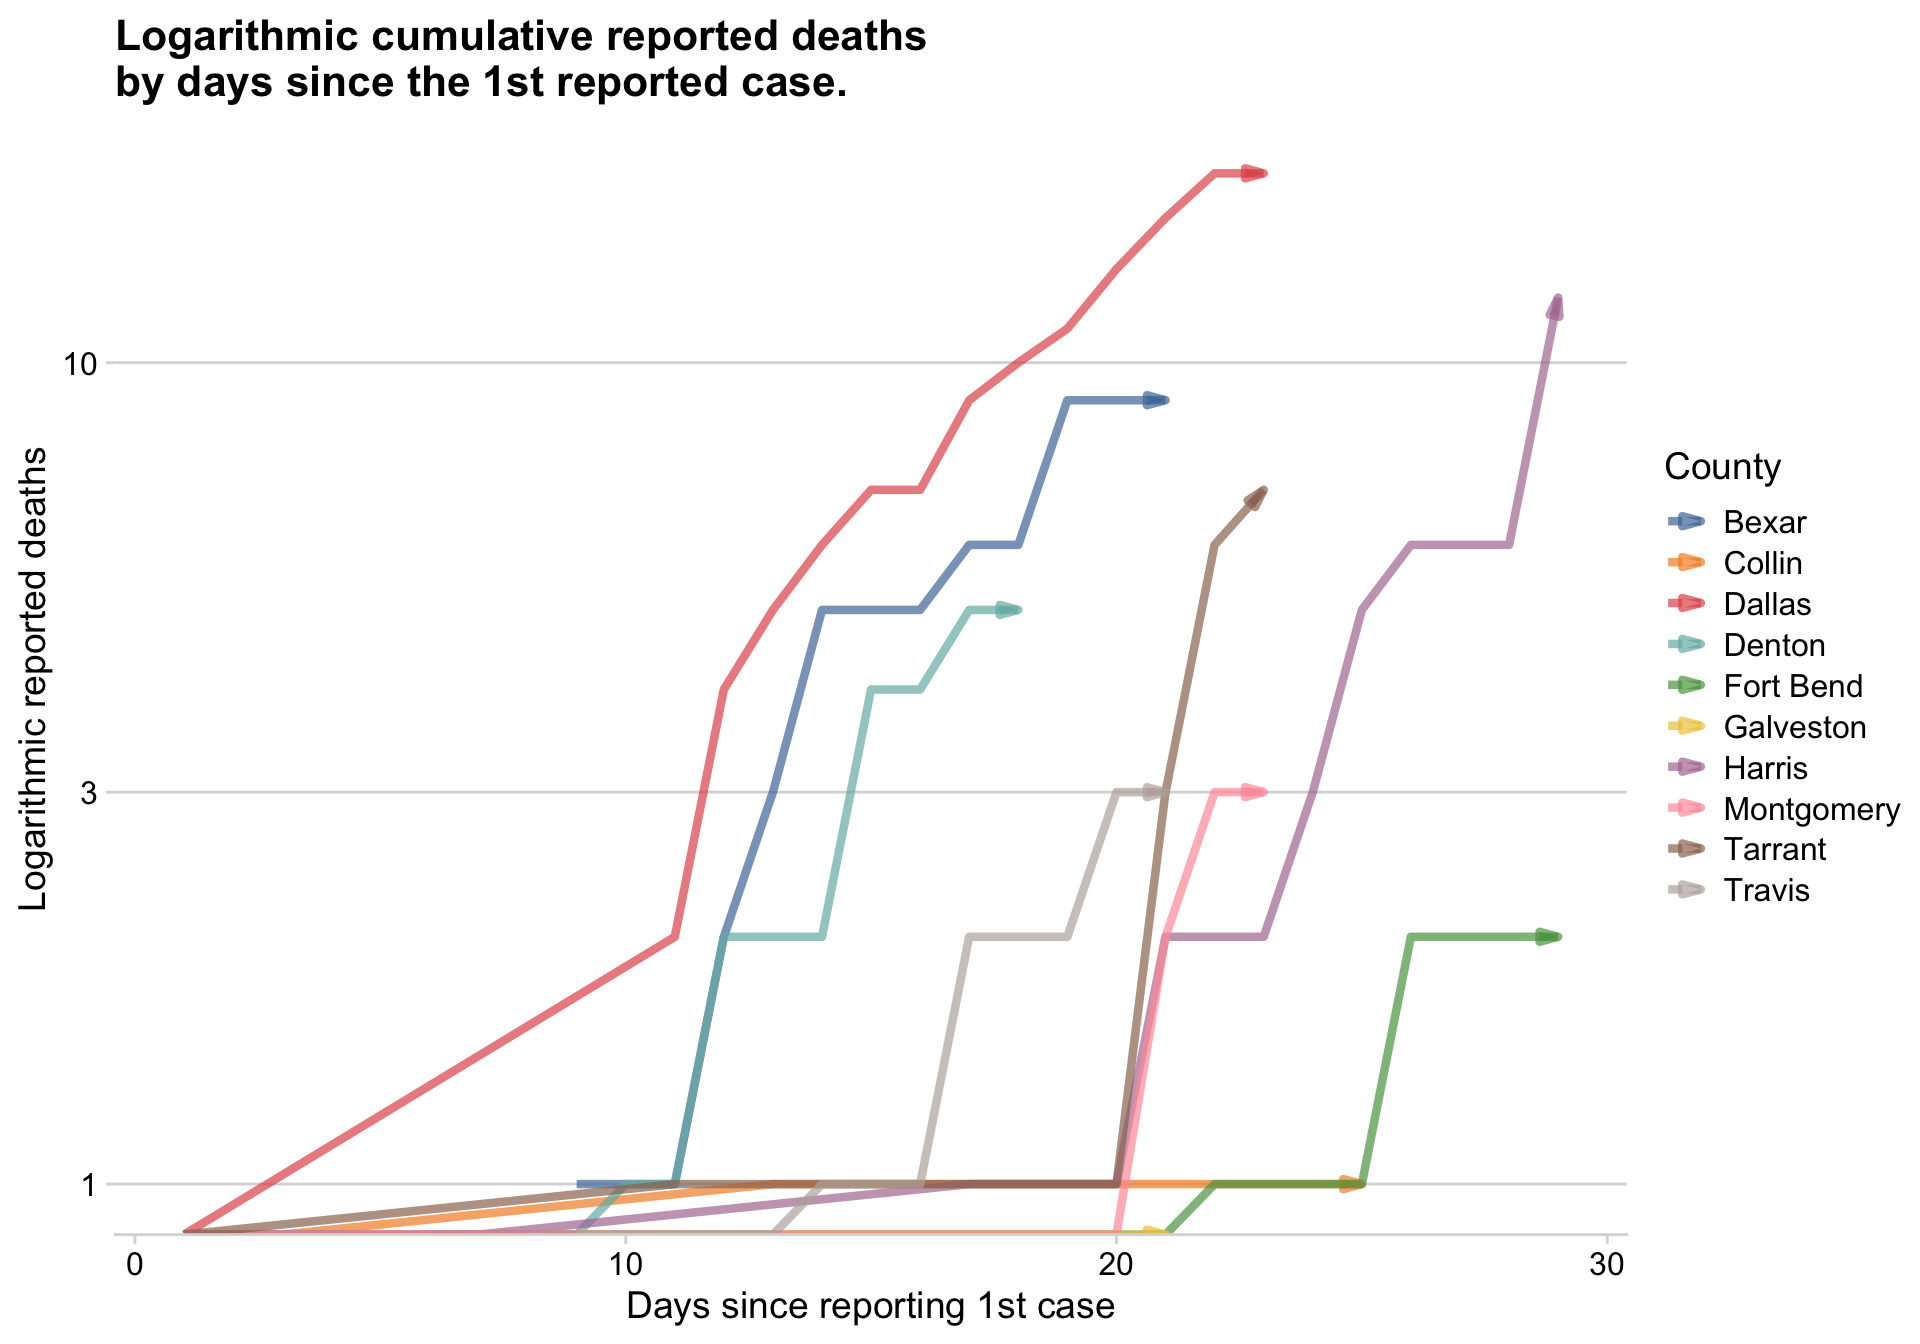 Logarithmic cumulative reported deaths
by days since the 1st reported case.
Logarithmic reported deaths
10
3
1
0
10
20
30
Days since reporting 1st case
County
Bexar
Collin
Dallas
Denton
Fort Bend
Galveston
Harris
Montgomery
Tarrant
Travis